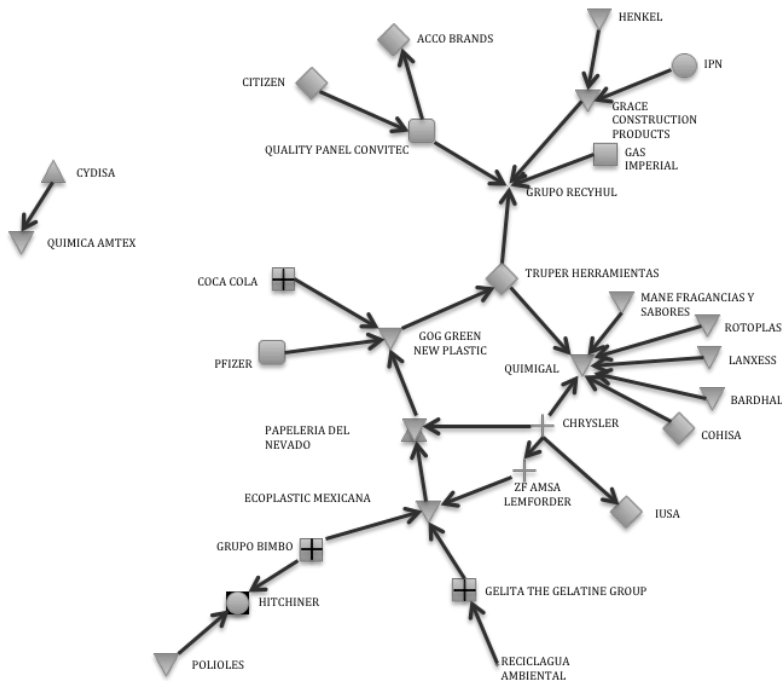 HENKEL
ACCO BRANDS
IPN
CITIZEN
GRACE
CONSTRUCTION
PRODUCTS
QUALITY PANEL CONVITEC
GAS
IMPERIAL
CYDISA
GRUPO RECYHUL
QUIMICA AMTEX
TRUPER HERRAMIENTAS
COCA COLA
MANE FRAGANCIAS Y
SABORES
ROTOPLAS
GOG GREEN
NEW PLASTIC
PFIZER
QUIMIGAL
LANXESS
BARDHAL
PAPELERIA DEL
NEVADO
CHRYSLER
COHISA
ECOPLASTIC MEXICANA
ZF AMSA
LEMFORDER
IUSA
GRUPO BIMBO
GELITA THE GELATINE GROUP
HITCHINER
POLIOLES
RECICLAGUA
AMBIENTAL